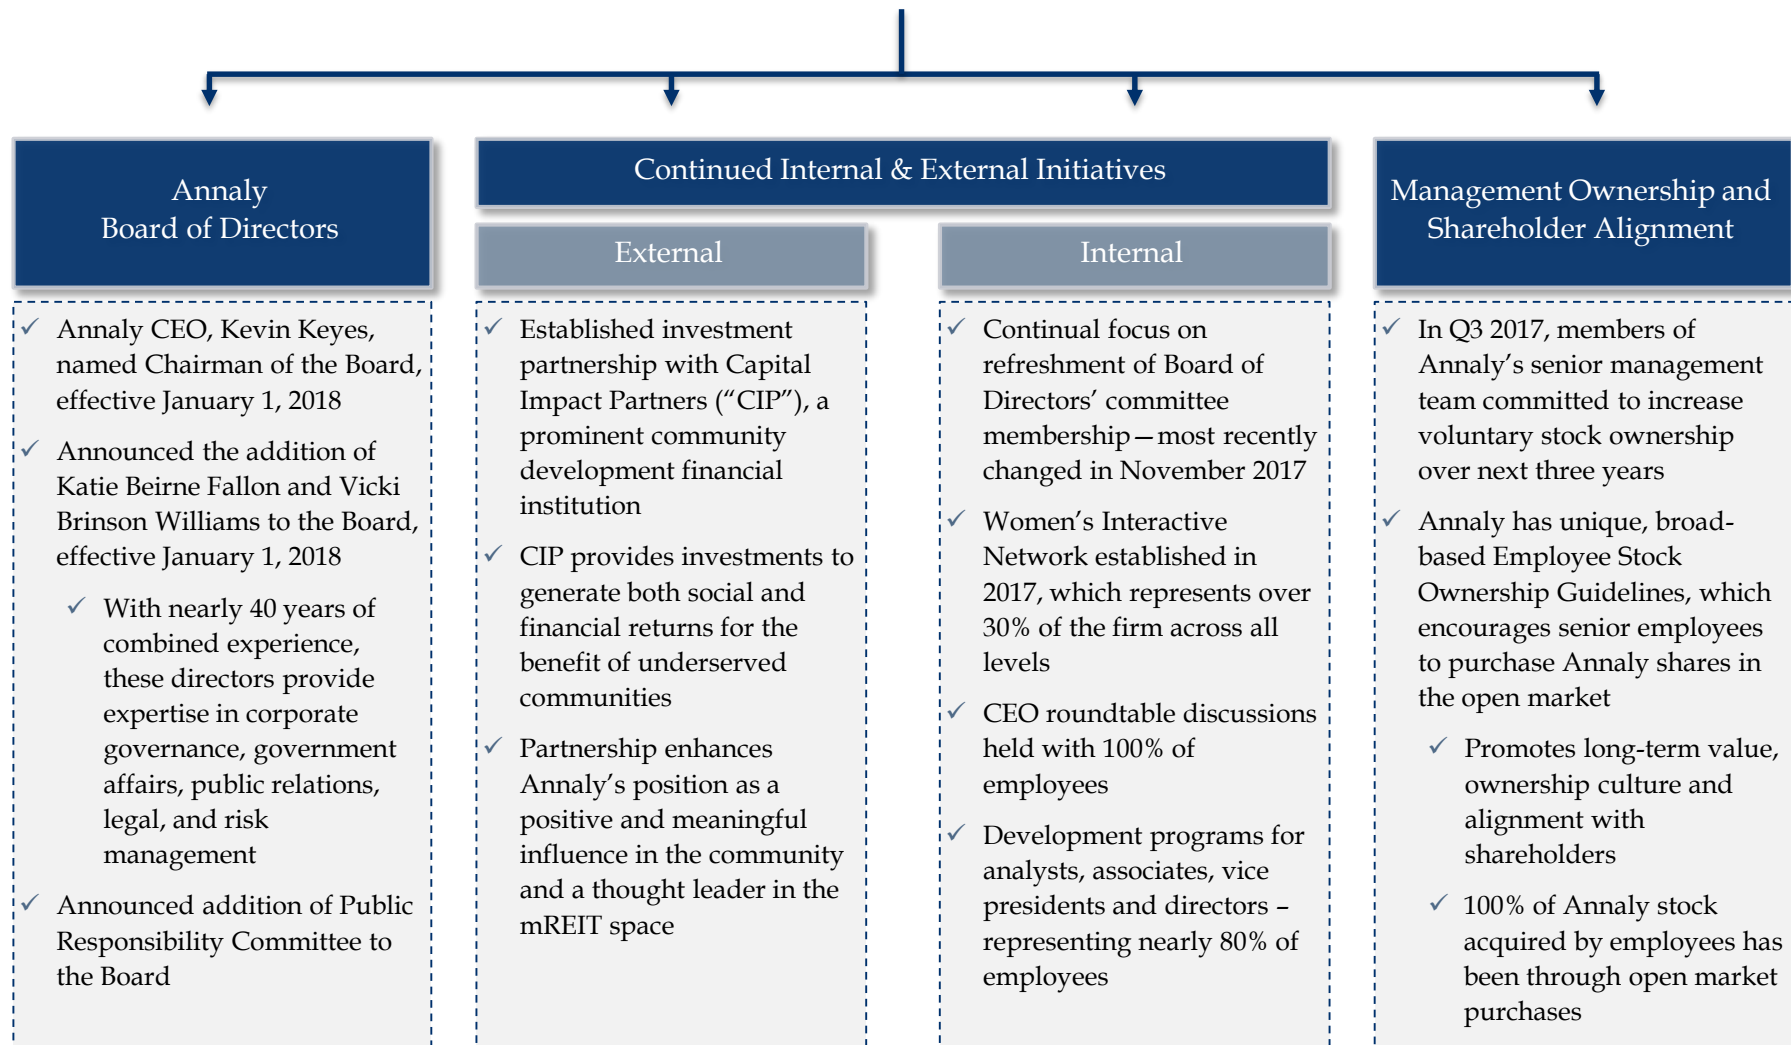 Annaly
Board of Directors
✓ Annaly CEO, Kevin Keyes,
named Chairman of the Board,
effective January 1, 2018
✓ Announced the addition of
Katie Beirne Fallon and Vicki
Brinson Williams to the Board,
effective January 1, 2018
✓ With nearly 40 years of
combined experience,
these directors provide
expertise in corporate
governance, government
affairs, public relations,
legal, and risk
management
✓ Announced addition of Public
Responsibility Committee to
the Board
Continued Internal & External Initiatives
External
✓ Established investment
partnership with Capital
Impact Partners (“CIP”), a
prominent community
development financial
institution
✓ CIP provides investments to
generate both social and
financial returns for the
benefit of underserved
communities
✓ Partnership enhances
Annaly’s position as a
positive and meaningful
influence in the community
and a thought leader in the
mREIT space
Internal
✓ Continual focus on
refreshment of Board of
Directors’ committee
membership—most recently
changed in November 2017
✓ Women’s Interactive
Network established in
2017, which represents over
30% of the firm across all
levels
✓ CEO roundtable discussions
held with 100% of
employees
✓ Development programs for
analysts, associates, vice
presidents and directors –
representing nearly 80% of
employees
Management Ownership and
Shareholder Alignment
✓ In Q3 2017, members of
Annaly’s senior management
team committed to increase
voluntary stock ownership
over next three years
✓ Annaly has unique, broad-
based Employee Stock
Ownership Guidelines, which
encourages senior employees
to purchase Annaly shares in
the open market
✓ Promotes long-term value,
ownership culture and
alignment with
shareholders
✓ 100% of Annaly stock
acquired by employees has
been through open market
purchases